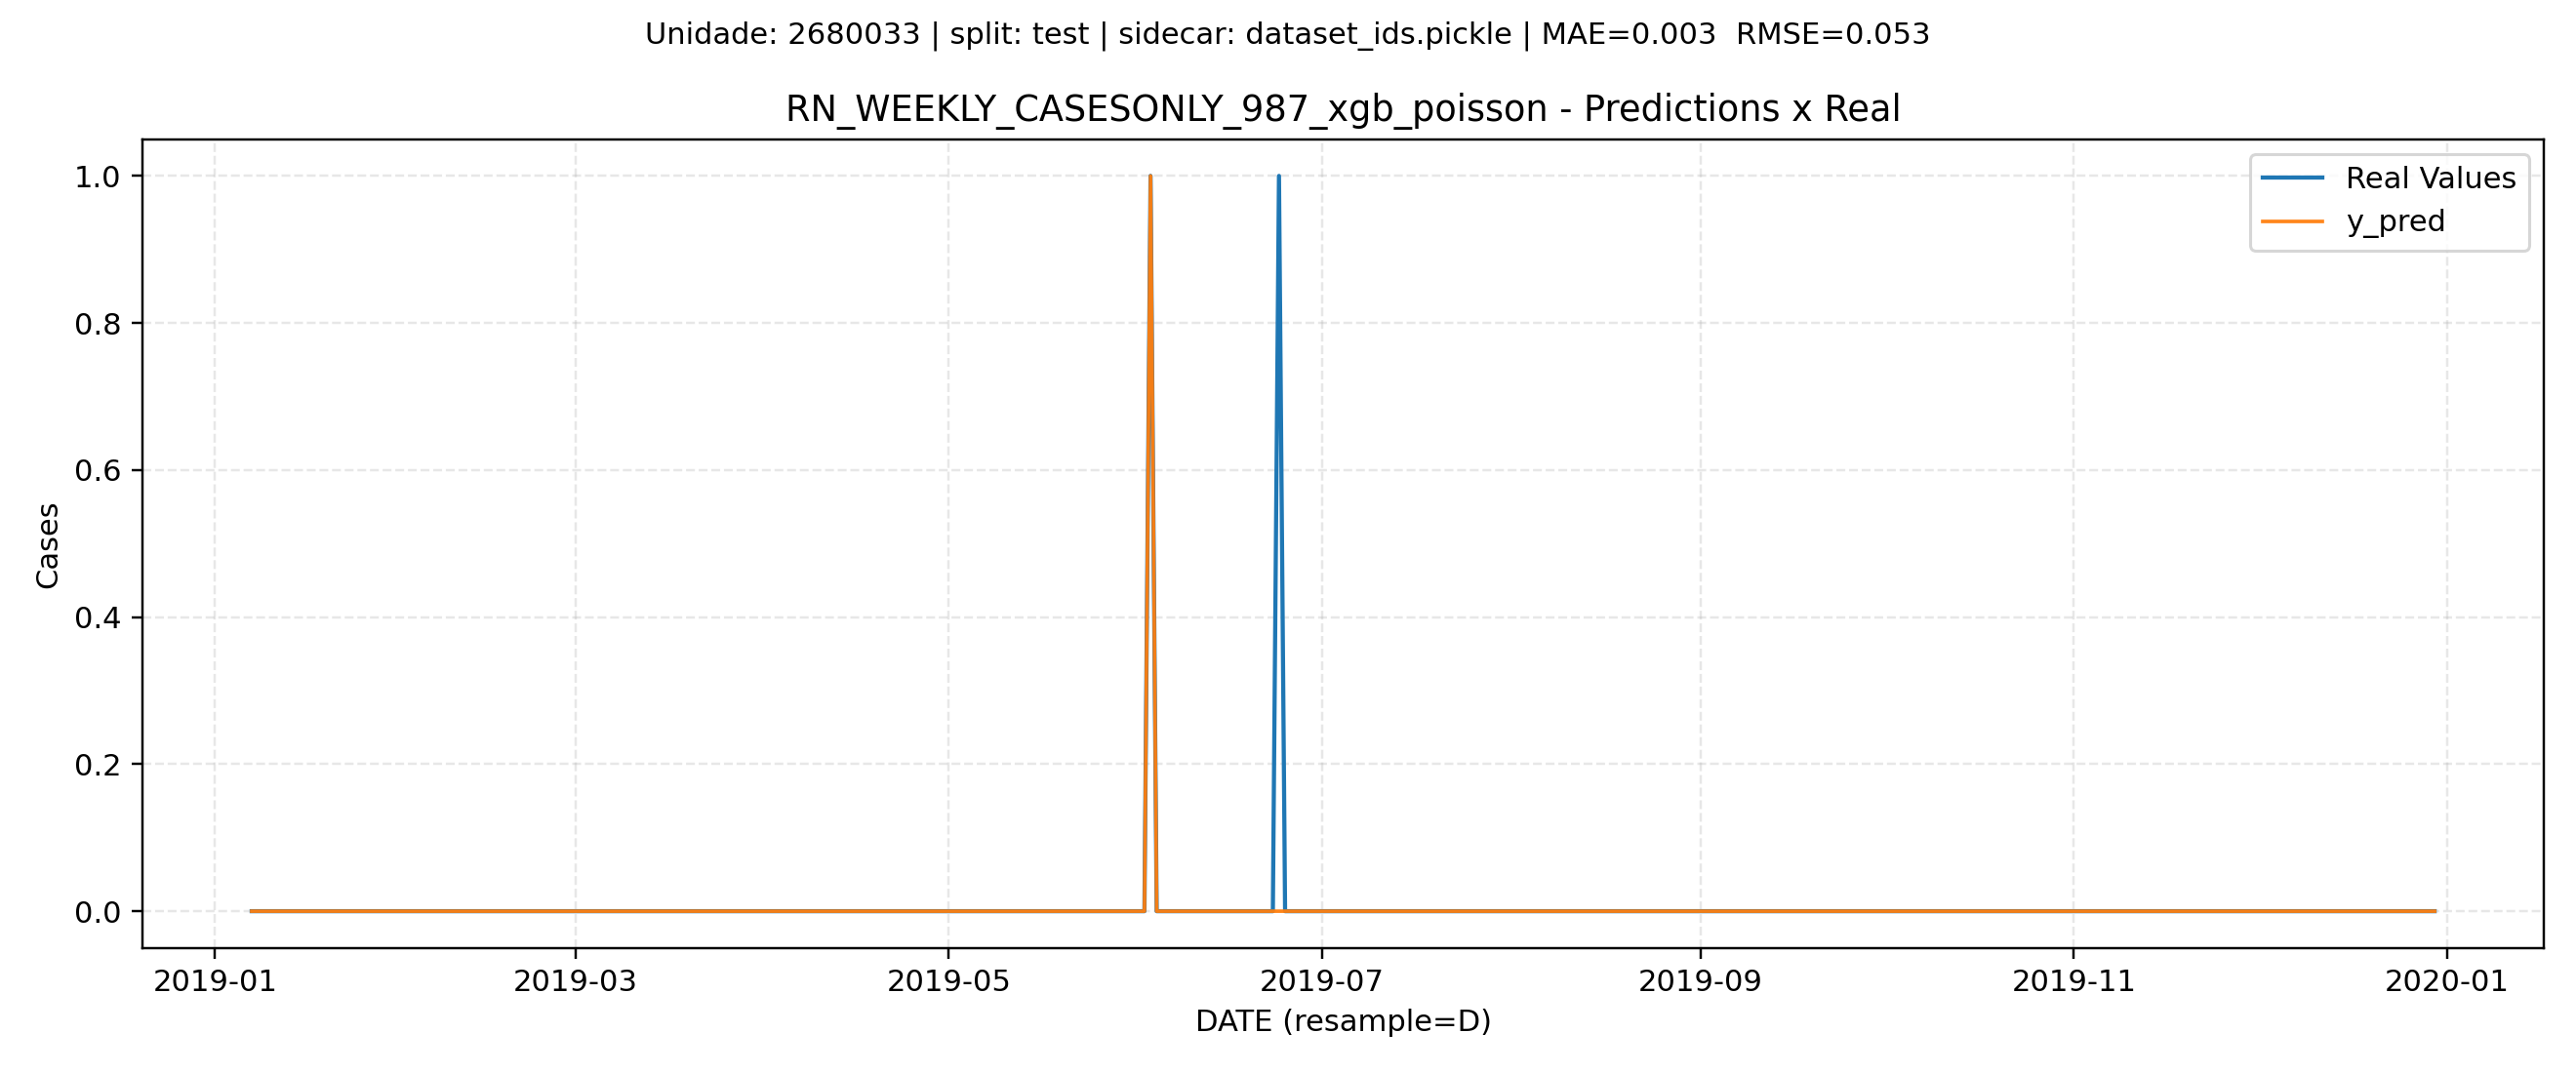 Unidade: 2680033 | split: test | sidecar: dataset_ids.pickle | MAE=0.003  RMSE=0.053
RN_WEEKLY_CASESONLY_987_xgb_poisson - Predictions x Real
Real Values
y_pred
Cases
1.0
0.8
0.6
0.4
0.2
0.0
2019-01
2019-03
2019-05
2019-07
2019-09
2019-11
2020-01
DATE (resample=D)